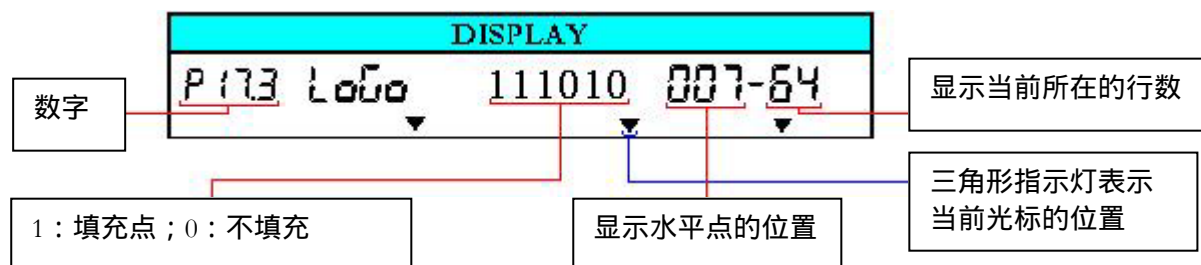 DISPLAY
P17.3 LoGo 111010 007-64
数字
显示当前所在的行数
三角形指示灯表示
当前光标的位置
1：填充点；0：不填充
显示水平点的位置